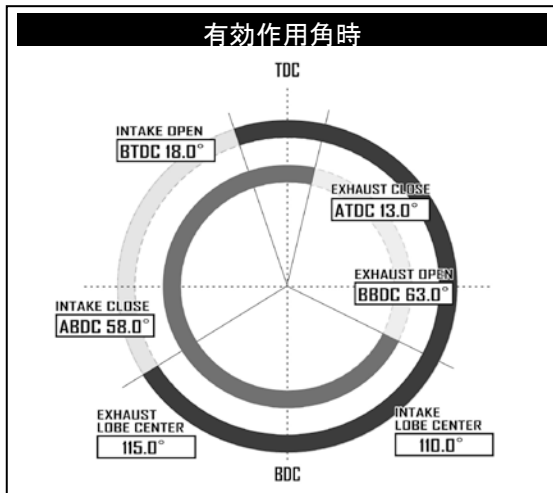 有効作用角時
TDC
INTAKE OPEN
BTDC 18.0°
EXHAUST CLOSE
ATDC 13.0°
EXHAUST OPEN
BBDC 63.0°
INTAKE CLOSE
ABDC 58.0°
EXHAUST
LOBE CENTER
115.0°
INTAKE
LOBE CENTER
110.0°
BDC